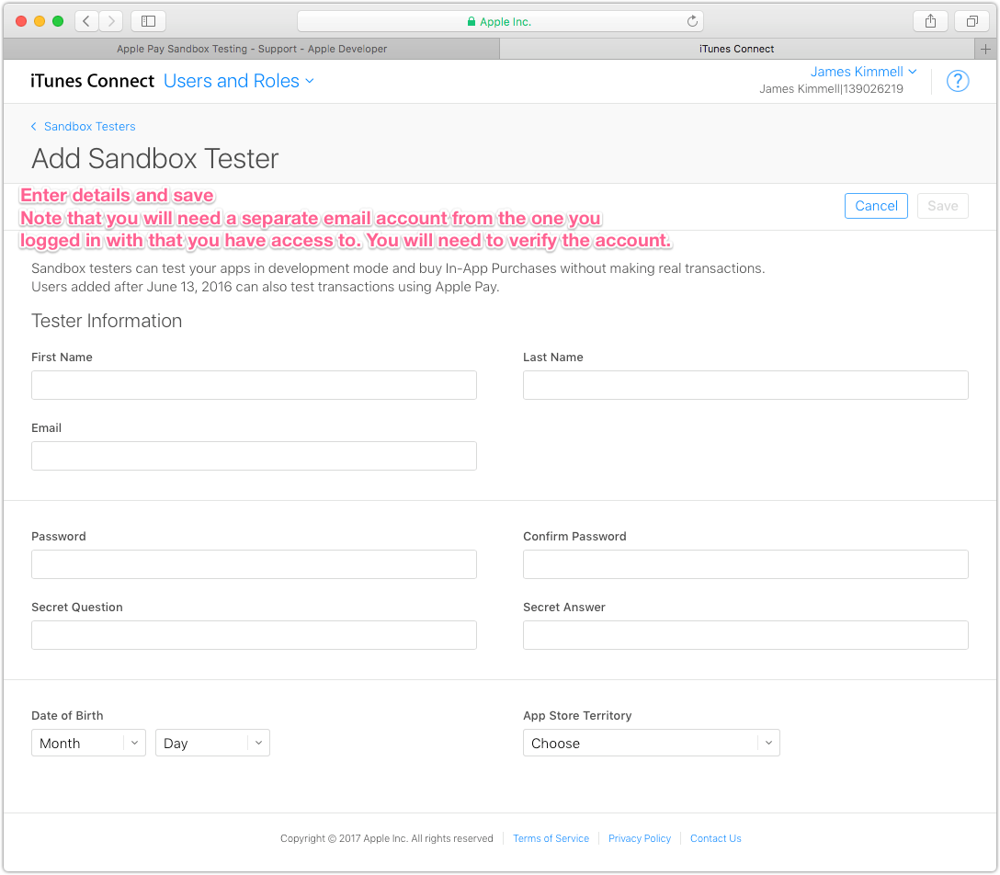 Apple Inc.
Apple Pay Sandbox Testing - Support - Apple Developer
iTunes Connect
iTunes Connect Users and Roles
James Kimmell
James Kimmell|139026219
?
Sandbox Testers
Add Sandbox Tester
Enter details and save
Note that you will need a separate email account from the one you
logged in with that you have access to. You will need to verify the account.
Cancel
Save
Sandbox testers can test your apps in development mode and buy In-App Purchases without making real transactions.
Users added after June 13, 2016 can also test transactions using Apple Pay.
Tester Information
First Name
Last Name
Email
Password
Confirm Password
Secret Question
Secret Answer
Date of Birth
App Store Territory
Month
Day
Choose
Copyright © 2017 Apple Inc. All rights reserved
Terms of Service
Privacy Policy
Contact Us